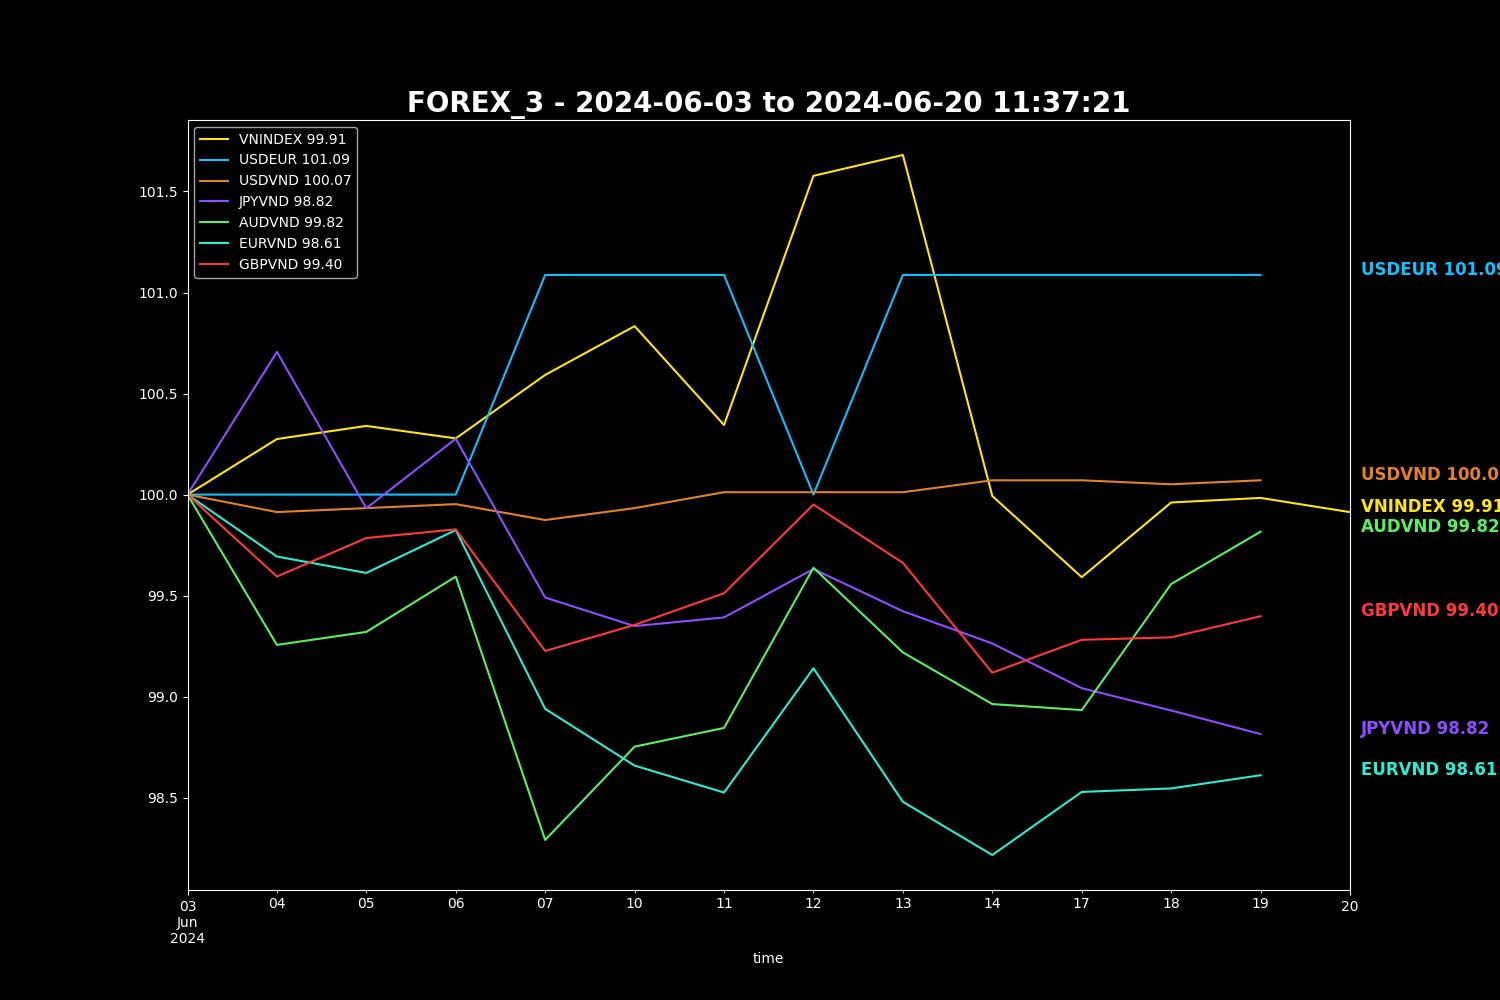 FOREX_3 - 2024-06-03 to 2024-06-20 11:37:21
VNINDEX 99.91
USDEUR 101.09
USDVND 100.07
JPYVND 98.82
AUDVND 99.82
EURVND 98.61
GBPVND 99.40
101.5
101.0
100.5
100.0
99.5
99.0
98.5
USDEUR 101.09
USDVND 100.0
VNINDEX 99.91
AUDVND 99.82
GBPVND 99.40
JPYVND 98.82
EURVND 98.61
03 04 05 06 07 10 11 12 13 14 17 18 19 20
Jun
2024
time